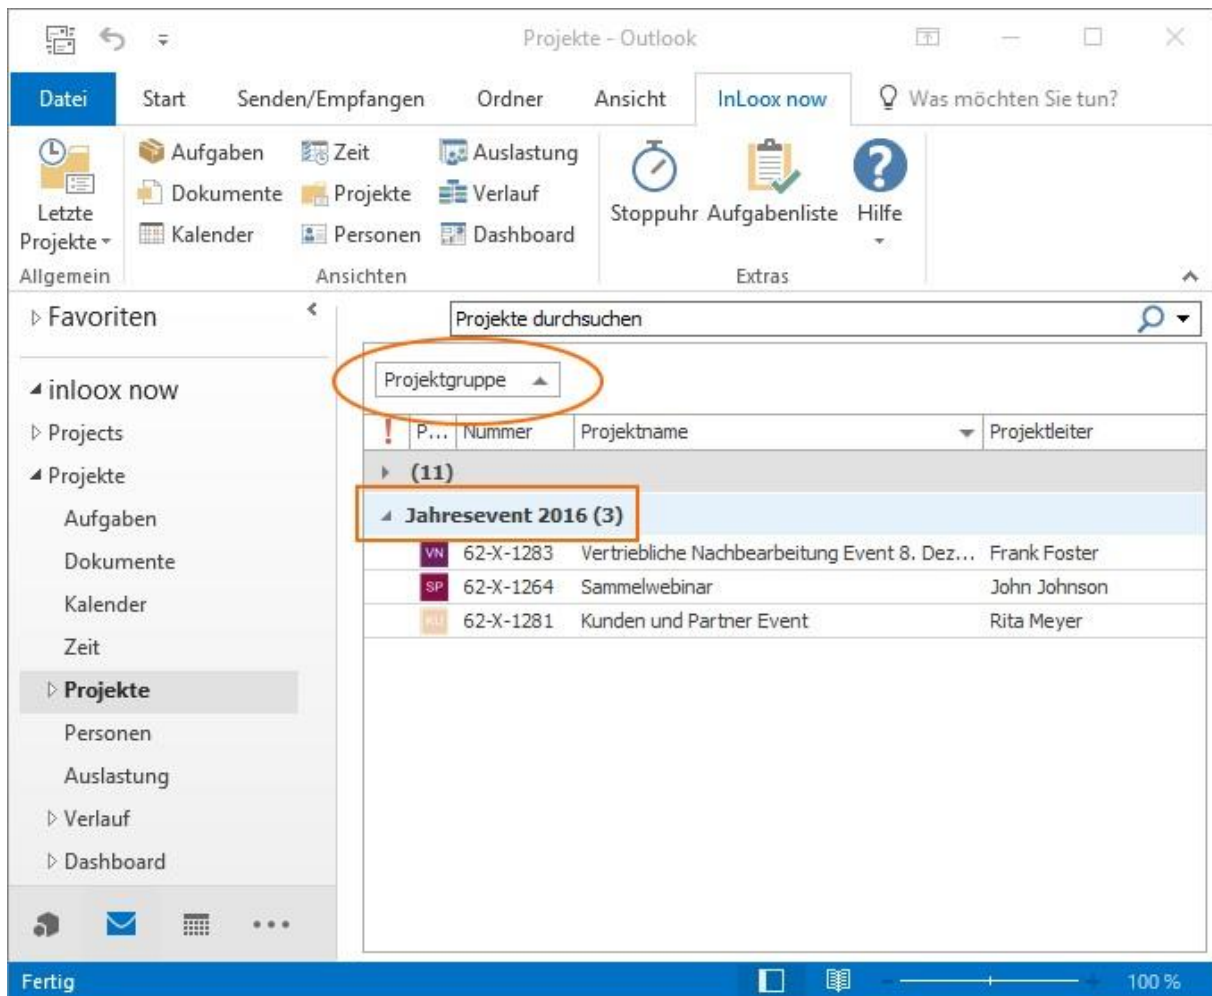 Projekte - Outlook
Datei Start Senden/Empfangen Ordner Ansicht InLoox now Was möchten Sie tun?
Letzte Projekte
Aufgaben
Dokumente
Kalender
Zeit
Projekte
Personen
Auslastung
Verlauf
Dashboard
Stoppuhr
Aufgabenliste
Hilfe
Allgemein Ansichten Extras
Favoriten
inloox now
Projects
Projekte
Aufgaben
Dokumente
Kalender
Zeit
Projekte
Personen
Auslastung
Verlauf
Dashboard
Projekte durchsuchen
Projektgruppe
! P... Nummer Projektname Projektleiter
(11)
Jahresevent 2016 (3)
VN 62-X-1283 Vertriebliche Nachbearbeitung Event 8. Dez... Frank Foster
SP 62-X-1264 Sammelwebinar John Johnson
KU 62-X-1281 Kunden und Partner Event Rita Meyer
Fertig 100 %